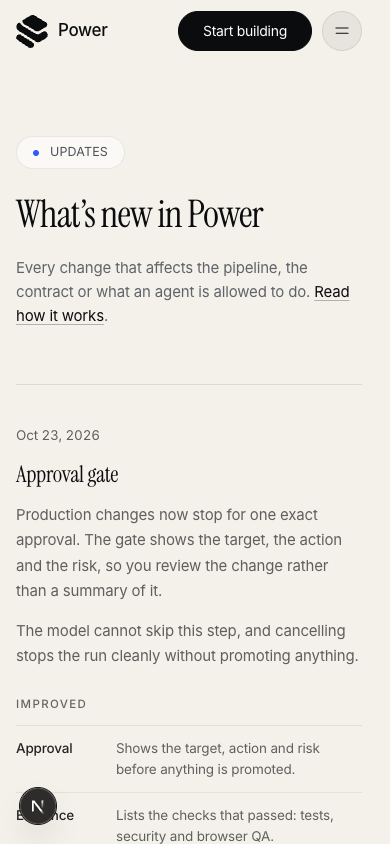 Power
Start building
UPDATES
What's new in Power
Every change that affects the pipeline, the
contract or what an agent is allowed to do. Read
how it works.
Oct 23, 2026
Approval gate
Production changes now stop for one exact
approval. The gate shows the target, the action
and the risk, so you review the change rather
than a summary of it.
The model cannot skip this step, and cancelling
stops the run cleanly without promoting anything.
IMPROVED
Approval
Shows the target, action and risk
before anything is promoted.
N
Lists the checks that passed: tests,
security and browser QA.